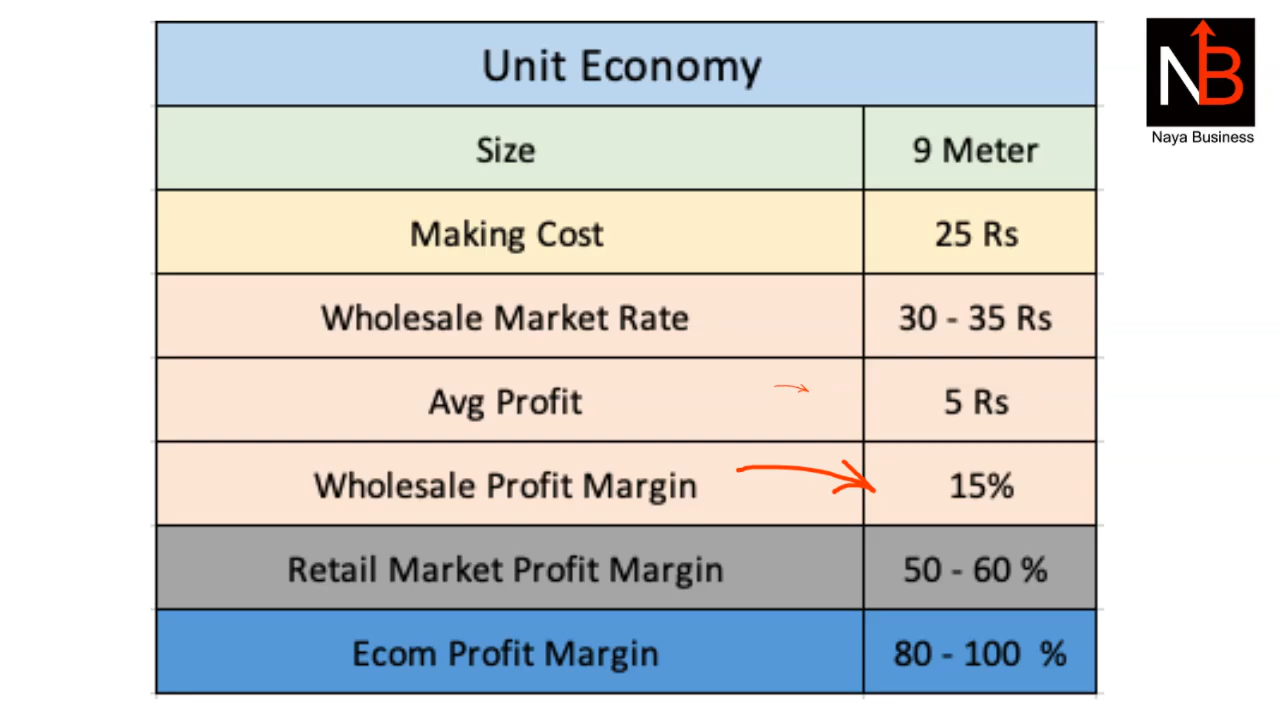 Unit Economy
Size 9 Meter
Making Cost 25 Rs
Wholesale Market Rate 30 - 35 Rs
Avg Profit 5 Rs
Wholesale Profit Margin 15%
Retail Market Profit Margin 50 - 60 %
Ecom Profit Margin 80 - 100 %
NB
Naya Business